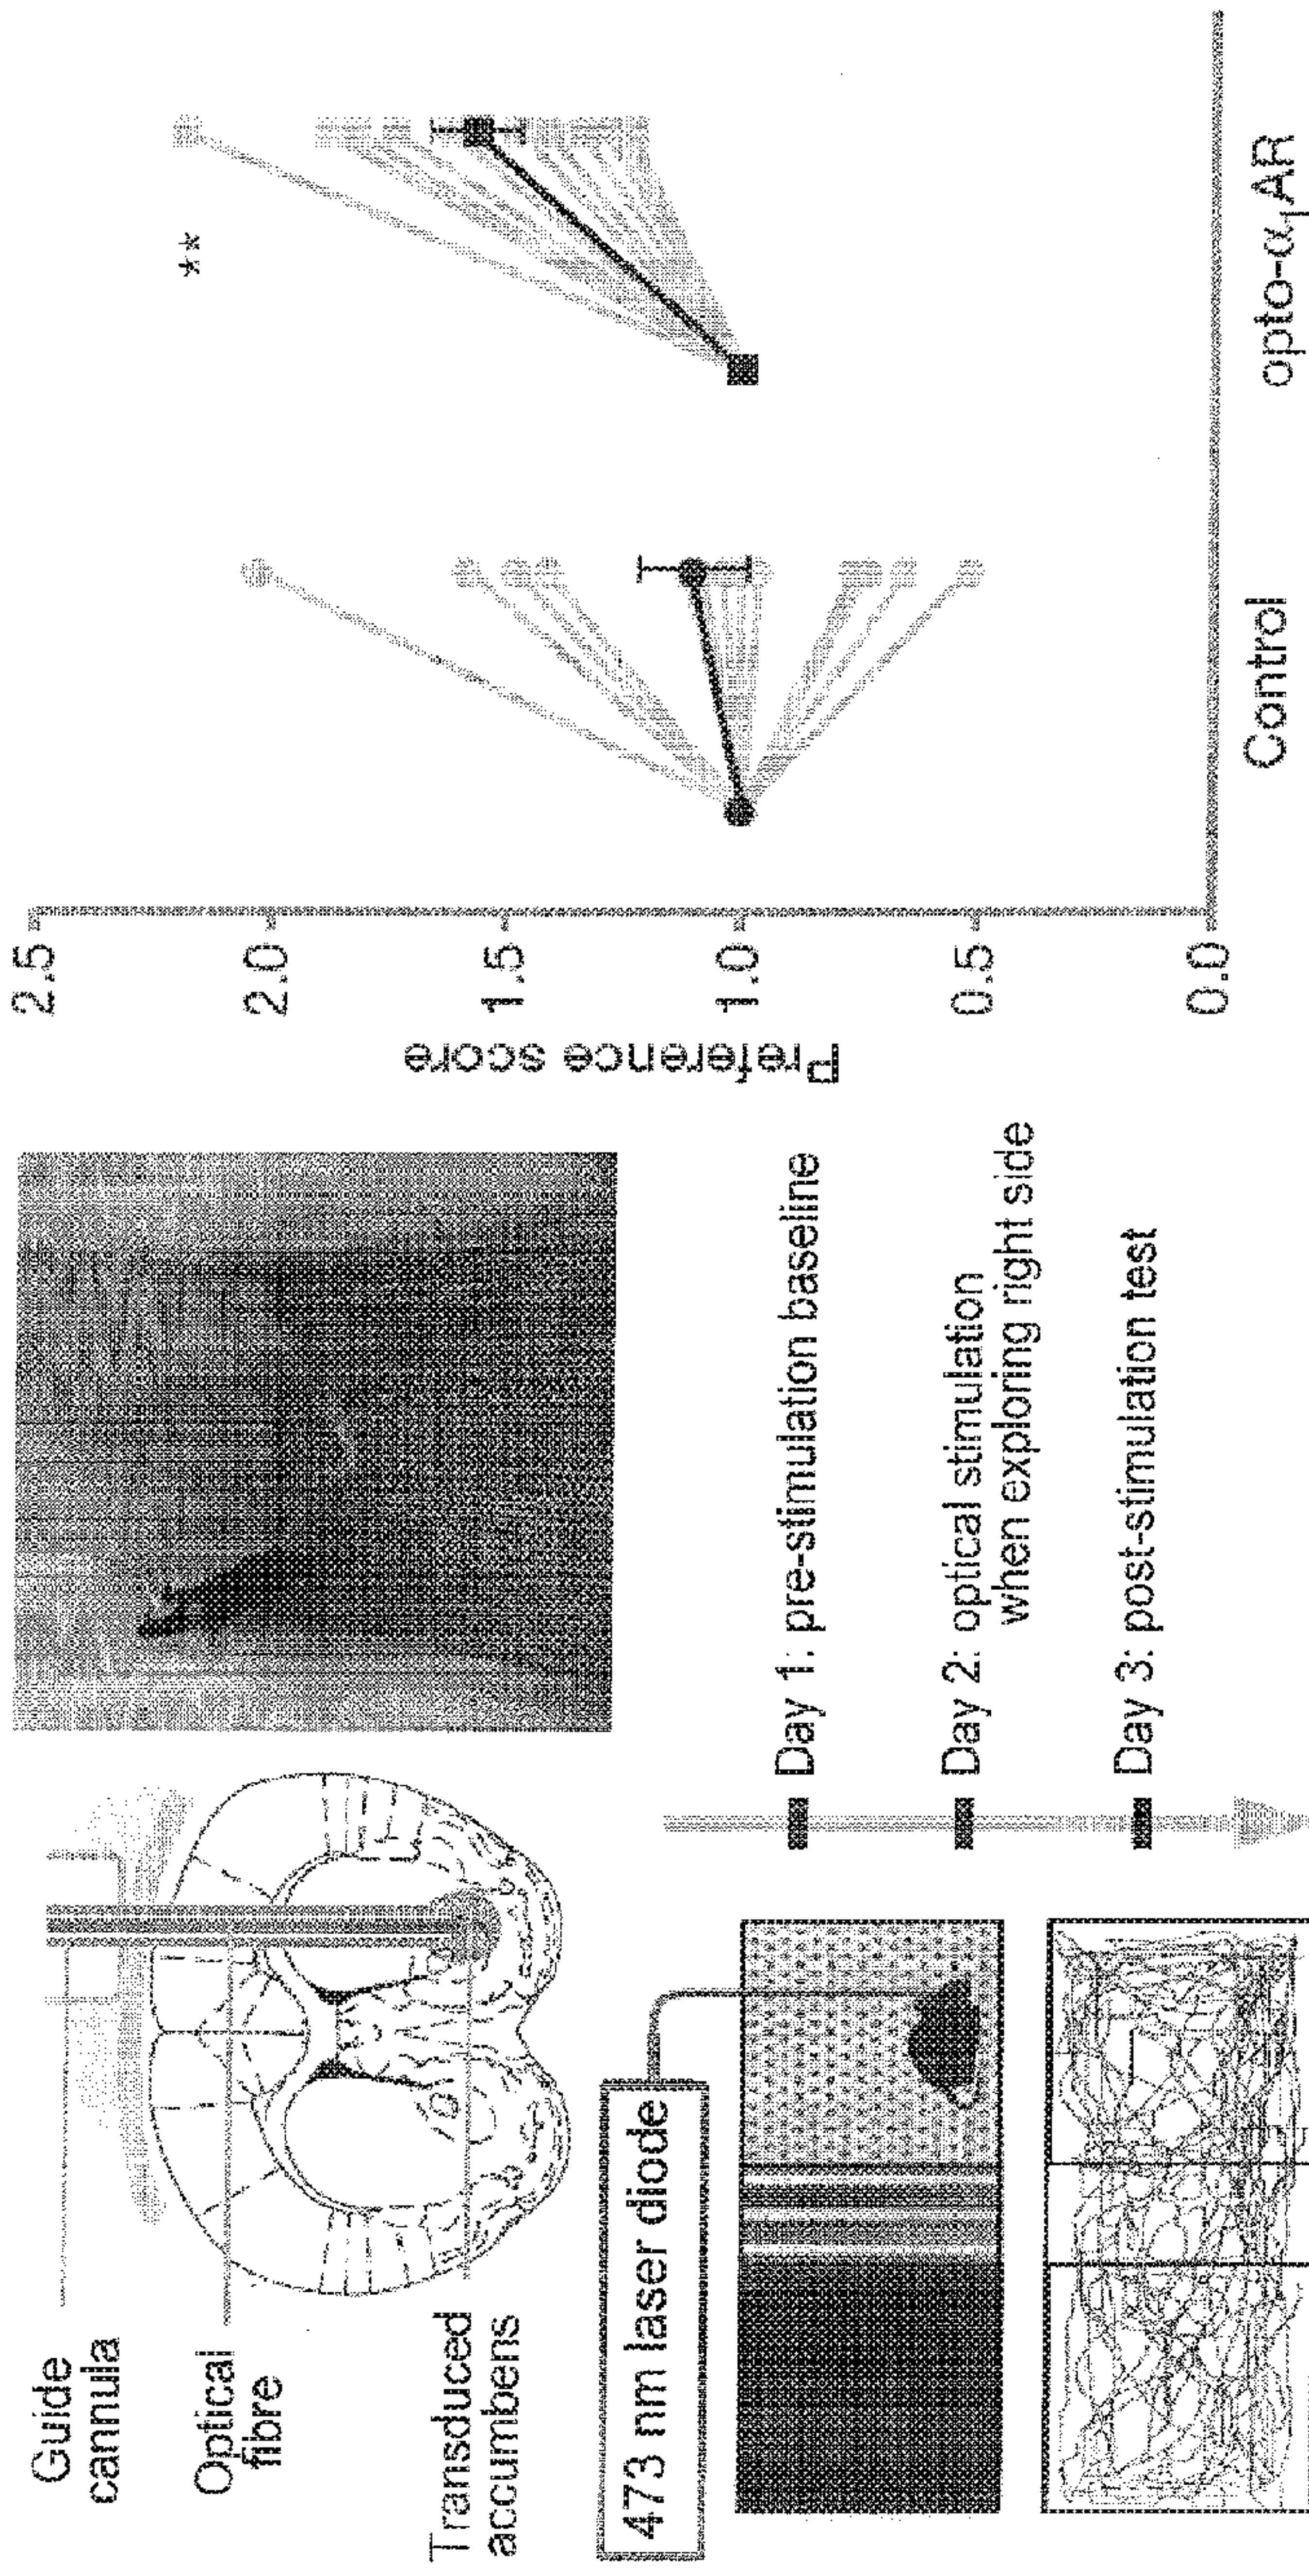 Guide
cannula
Optical
fibre
Transduced
accumbens
473 nm laser diode
Day 1: pre-stimulation baseline
Day 2: optical stimulation
when exploring right side
Day 3: post-stimulation test
Preference score
2.5
2.0
1.5
1.0
0.5
0.0
**
Control
opto-α₁AR